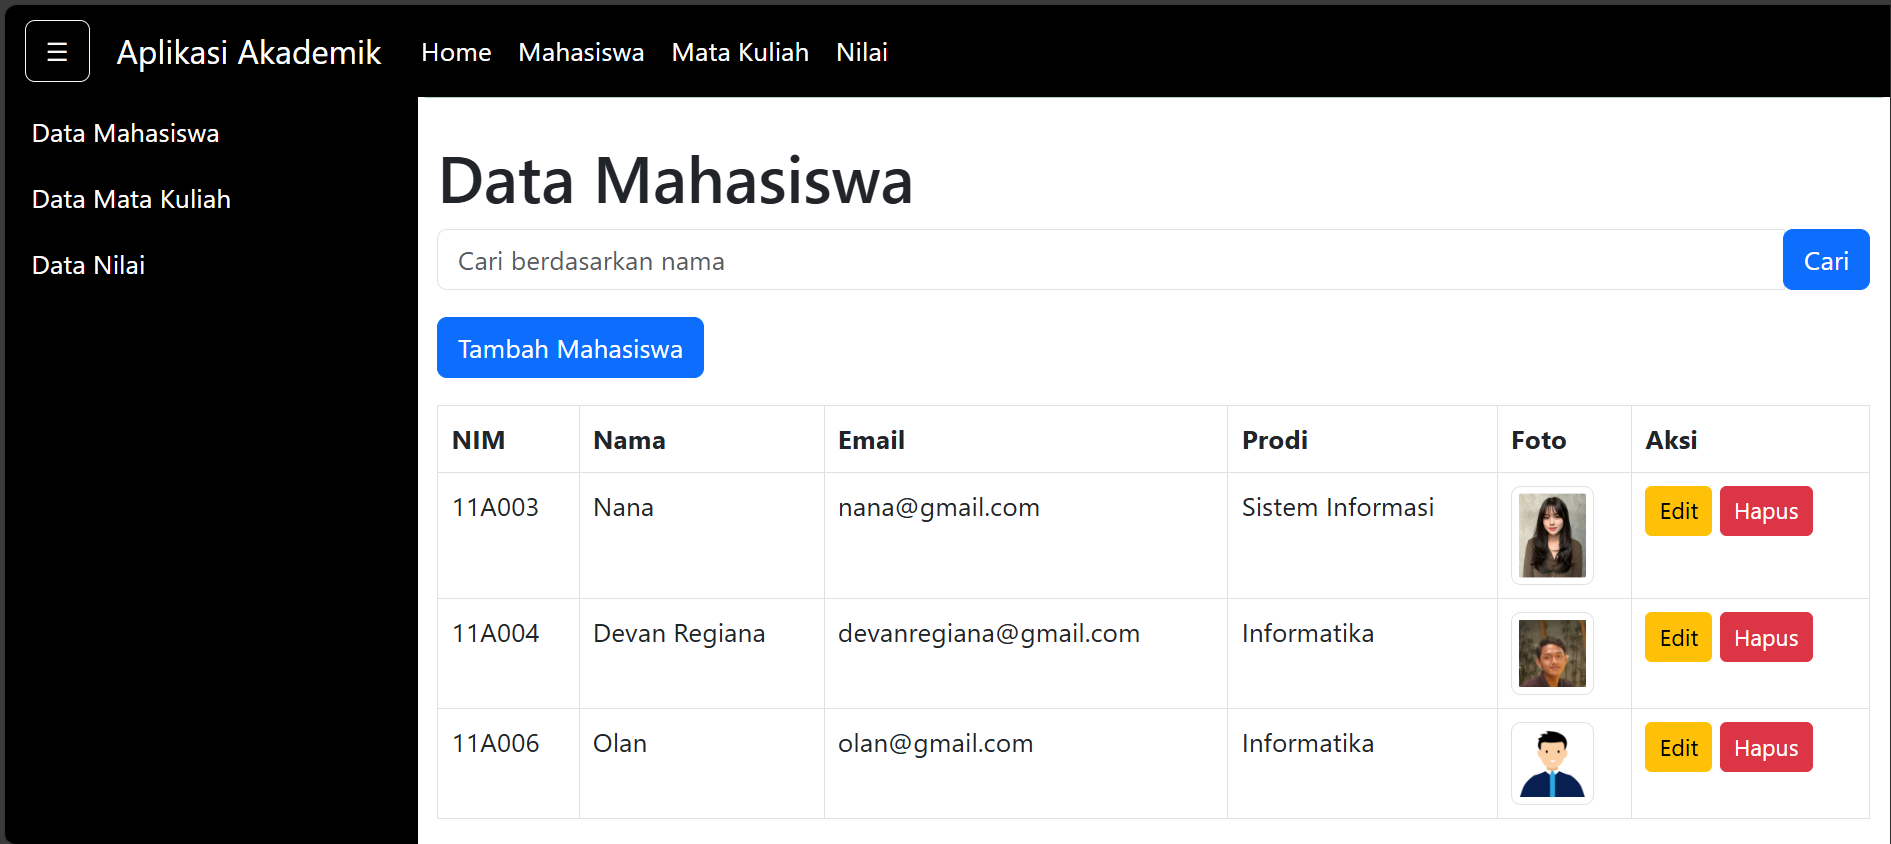 ☰ Aplikasi Akademik Home Mahasiswa Mata Kuliah Nilai
Data Mahasiswa
Data Mata Kuliah
Data Nilai
Data Mahasiswa
Cari berdasarkan nama Cari
Tambah Mahasiswa
NIM Nama Email Prodi Foto Aksi
11A003 Nana nana@gmail.com Sistem Informasi Edit Hapus
11A004 Devan Regiana devanregiana@gmail.com Informatika Edit Hapus
11A006 Olan olan@gmail.com Informatika Edit Hapus